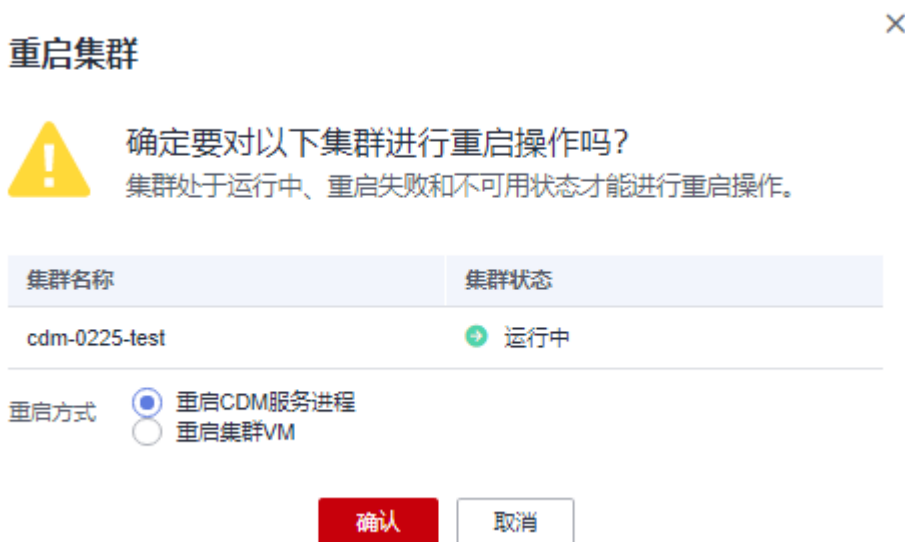 重启集群
确定要对以下集群进行重启操作吗?
集群处于运行中、重启失败和不可用状态才能进行重启操作。
集群名称 集群状态
cdm-0225-test 运行中
重启方式 重启CDM服务进程
重启集群VM
确认 取消